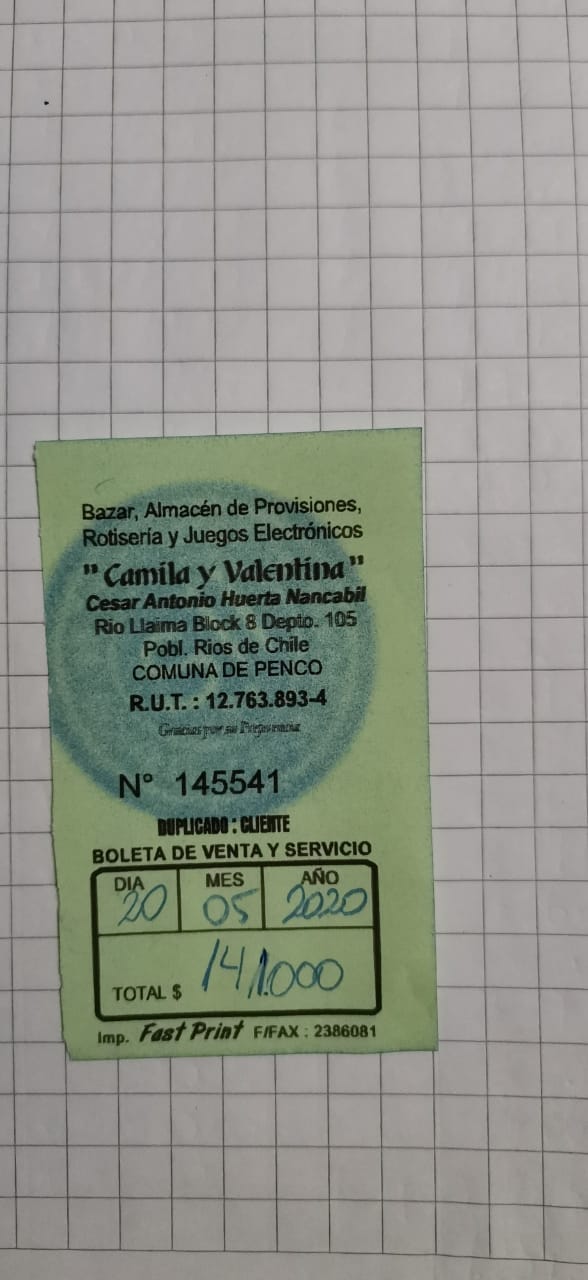 Bazar, Almacén de Provisiones,
Rotisería y Juegos Electrónicos
"Camila y Valentina"
Cesar Antonio Huerta Nancabil
Rio Llaima Block 8 Depto. 105
Pobl. Rios de Chile
COMUNA DE PENCO
R.U.T. : 12.763.893-4
Gracias por su Preferencia
N° 145541
DUPLICADO : CLIENTE
BOLETA DE VENTA Y SERVICIO
DIA MES AÑO
20 05 2020
TOTAL $ 141.000
Imp. Fast Print F/FAX : 2386081